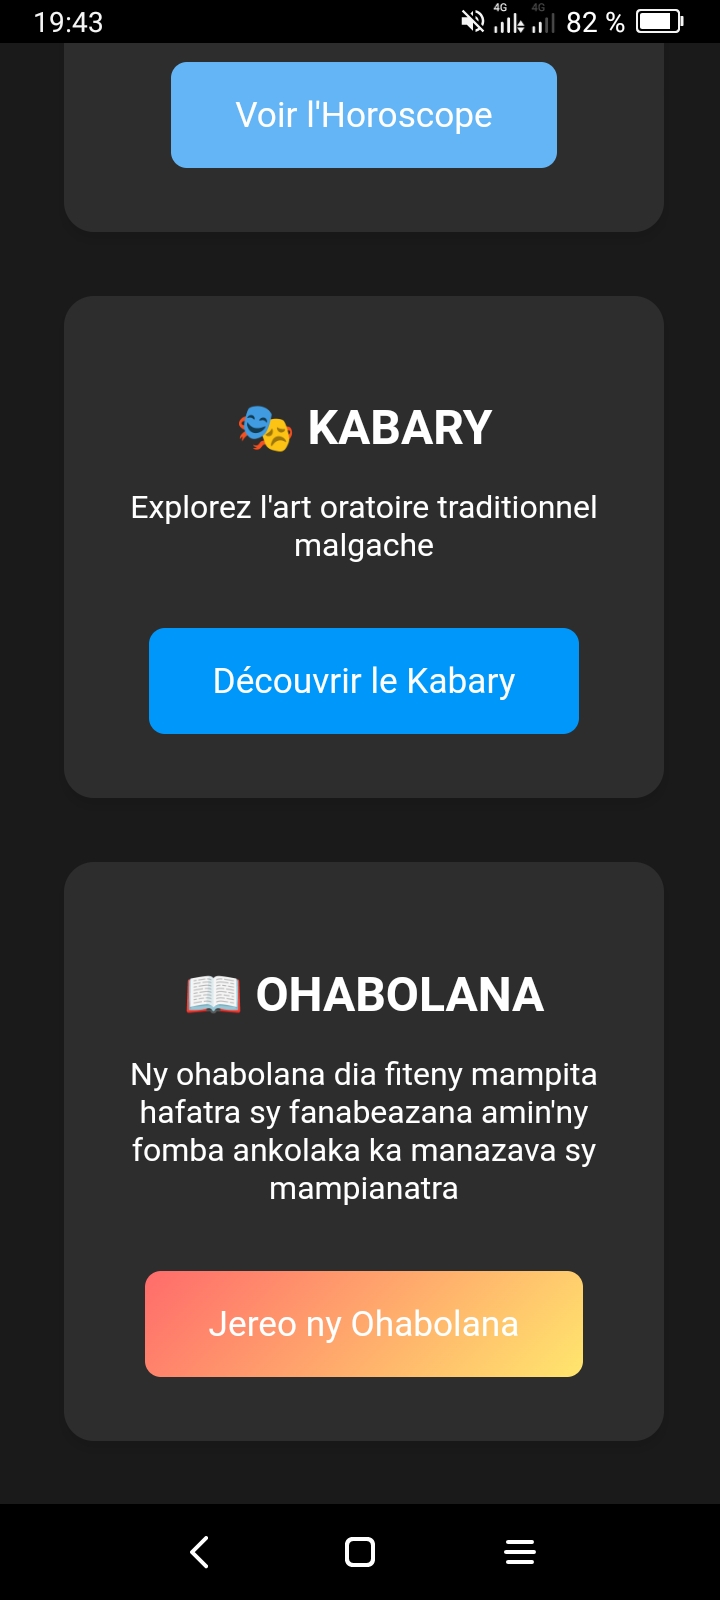 19:43
4G 4G 82 %
Voir l'Horoscope
KABARY
Explorez l'art oratoire traditionnel
malgache
Découvrir le Kabary
OHABOLANA
Ny ohabolana dia fiteny mampita
hafatra sy fanabeazana amin'ny
fomba ankolaka ka manazava sy
mampianatra
Jereo ny Ohabolana